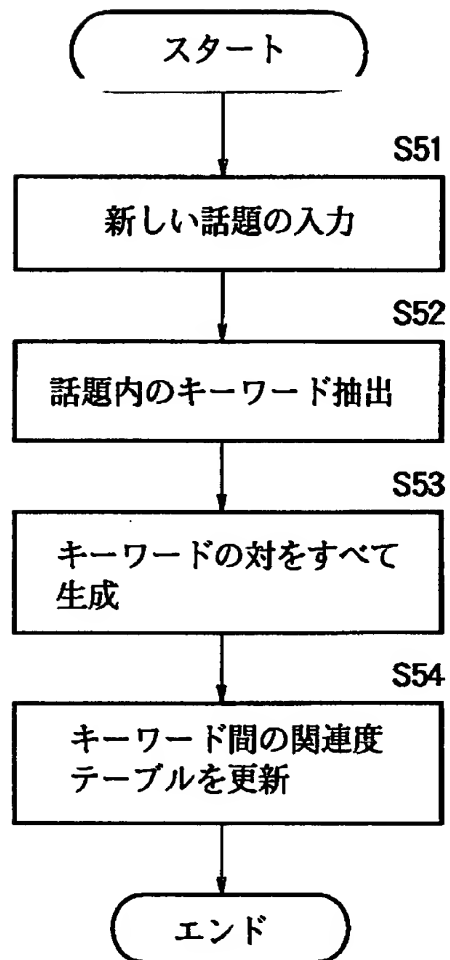 スタート
S51
新しい話題の入力
S52
話題内のキーワード抽出
S53
キーワードの対をすべて
生成
S54
キーワード間の関連度
テーブルを更新
エンド